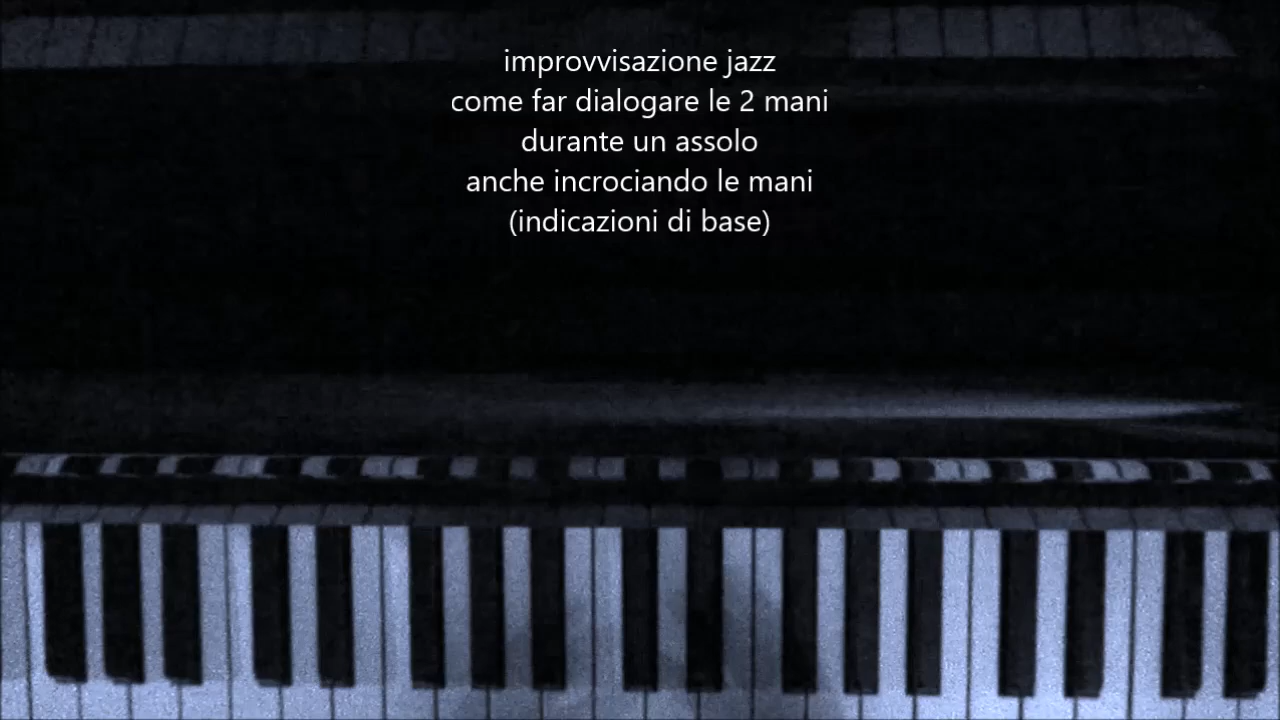 improvvisazione jazz
come far dialogare le 2 mani
durante un assolo
anche incrociando le mani
(indicazioni di base)